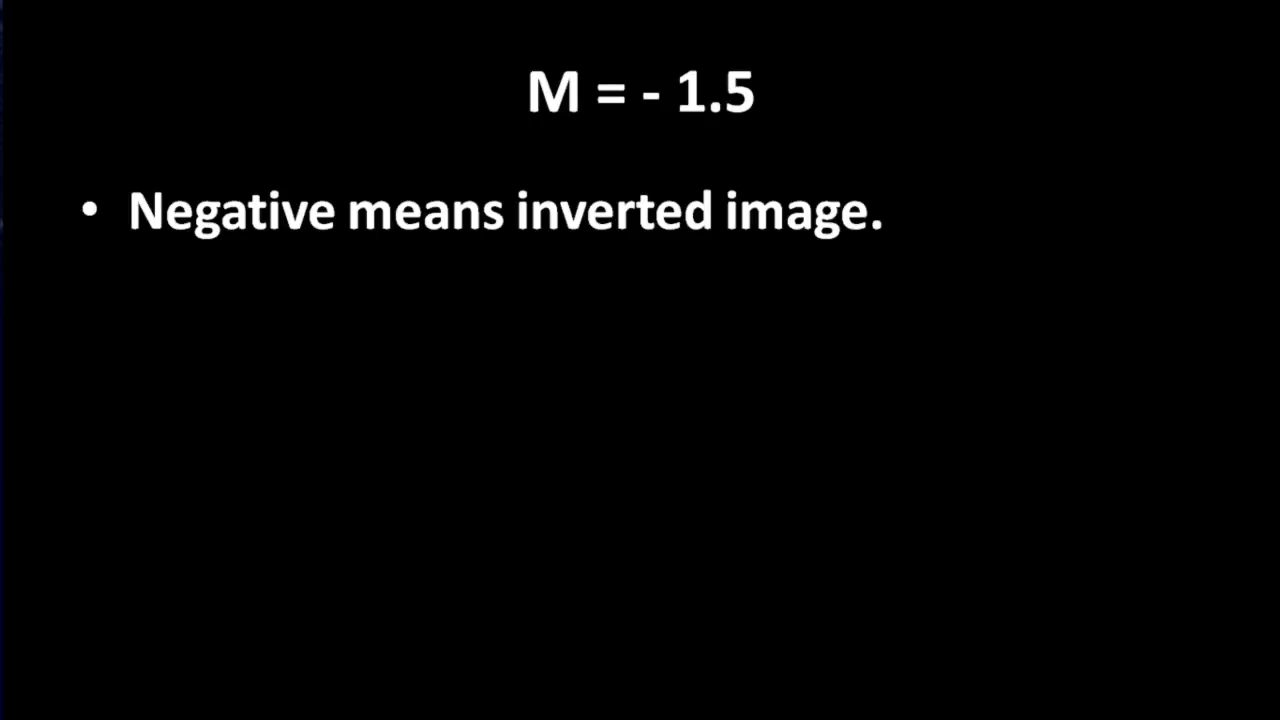 M = - 1.5
• Negative means inverted image.